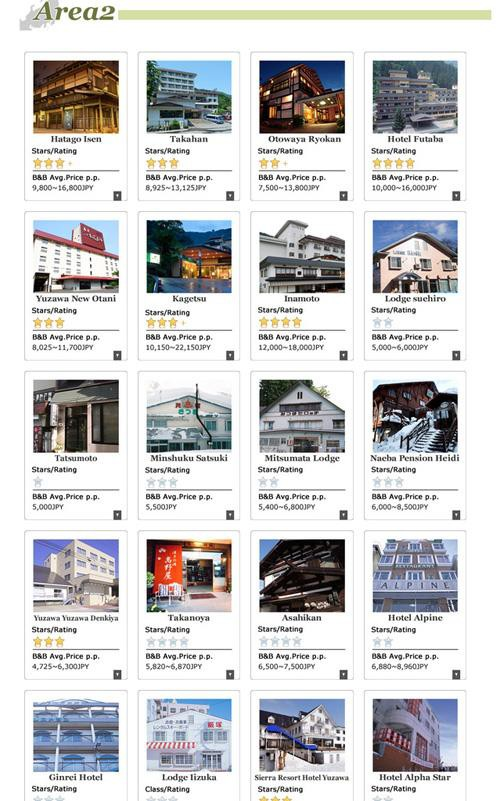 Area2
Hatago Isen
Stars/Rating
+
B&B Avg.Price p.p.
9,800~16,800JPY
Takahan
Stars/Rating
B&B Avg.Price p.p.
8,925~13,125JPY
Otowaya Ryokan
Stars/Rating
+
B&B Avg.Price p.p.
7,500~13,800JPY
Hotel Futaba
Stars/Rating
B&B Avg.Price p.p.
10,000~16,000JPY
Yuzawa New Otani
Stars/Rating
B&B Avg.Price p.p.
8,025~11,700JPY
Kagetsu
Stars/Rating
+
B&B Avg.Price p.p.
10,150~22,150JPY
Inamoto
Stars/Rating
B&B Avg.Price p.p.
12,000~18,000JPY
Lodge suehiro
Stars/Rating
B&B Avg.Price p.p.
5,000~6,000JPY
Tatsumoto
Stars/Rating
B&B Avg.Price p.p.
5,000JPY
Minshuku Satsuki
Stars/Rating
B&B Avg.Price p.p.
5,500JPY
Mitsumata Lodge
Stars/Rating
B&B Avg.Price p.p.
5,400~6,800JPY
Naeba Pension Heidi
Stars/Rating
B&B Avg.Price p.p.
6,000~8,500JPY
Yuzawa Yuzawa Denkiya
Stars/Rating
B&B Avg.Price p.p.
4,725~6,300JPY
高野屋
Takanoya
Stars/Rating
B&B Avg.Price p.p.
5,820~6,870JPY
Asahikan
Stars/Rating
B&B Avg.Price p.p.
6,500~7,500JPY
RESTAURANT
ALPINE
Hotel Alpine
Stars/Rating
B&B Avg.Price p.p.
6,880~8,960JPY
Ginrei Hotel
Stars/Rating
飯塚
Lodge Iizuka
Class/Rating
Sierra Resort Hotel Yuzawa
Stars/Rating
Hotel Alpha Star
Stars/Rating